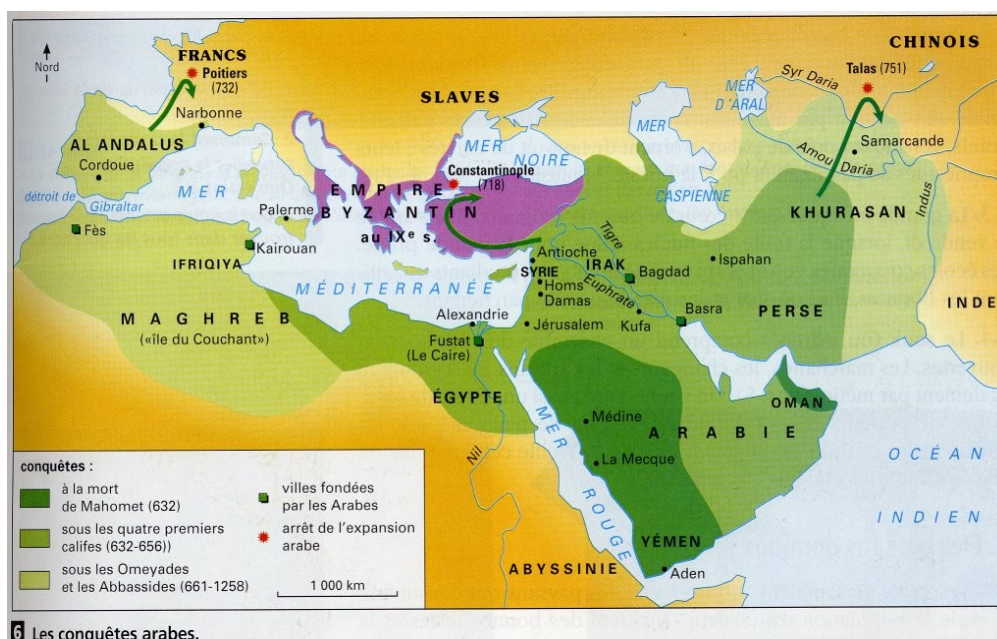 Nord
FRANCS
Poitiers
(732)
Narbonne
AL ANDALUS
Cordoue
détroit de
Gibraltar
Fès
SLAVES
CHINOIS
Talas (751)
Syr Daria
MER
D'ARAL
Samarcande
Amou Daria
Indus
KHURASAN
MER
CASPIENNE
MER
NOIRE
Constantinople
(718)
EMPIRE
BYZANTIN
au IXe s.
MER
MÉDITERRANÉE
Palerme
Kairouan
IFRIQIYA
MAGHREB
(«île du Couchant»)
Antioche
SYRIE
Homs
Damas
Jérusalem
Alexandrie
Fustat
(Le Caire)
ÉGYPTE
Nil
Tigre
IRAK
Bagdad
Euphrate
Kufa
Basra
Ispahan
PERSE
INDE
OMAN
ARABIE
Médine
La Mecque
MER ROUGE
YÉMEN
Aden
ABYSSINIE
OCÉAN
INDIEN
conquêtes :
à la mort
de Mahomet (632)
sous les quatre premiers
califes (632-656))
sous les Omeyades
et les Abbassides (661-1258)
villes fondées
par les Arabes
arrêt de l'expansion
arabe
1 000 km
6 Les conquêtes arabes.